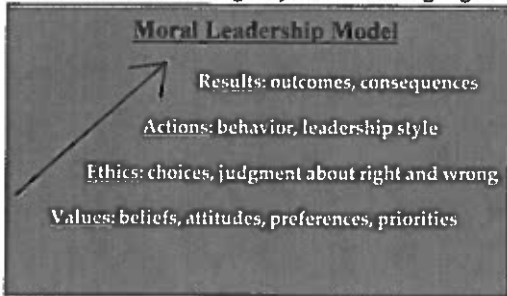 Moral Leadership Model
Results: outcomes, consequences
Actions: behavior, leadership style
Ethics: choices, judgment about right and wrong
Values: beliefs, attitudes, preferences, priorities